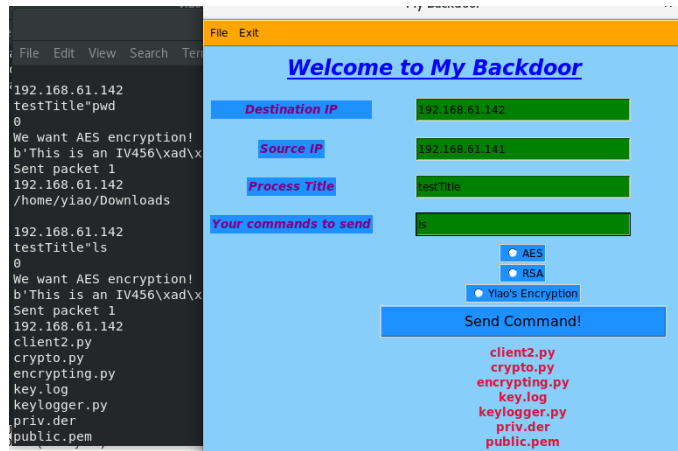 File Edit View Search Ter
192.168.61.142
testTitle"pwd
0
We want AES encryption!
b'This is an IV456\xad\x
Sent packet 1
192.168.61.142
/home/yiao/Downloads
192.168.61.142
testTitle"ls
0
We want AES encryption!
b'This is an IV456\xad\x
Sent packet 1
192.168.61.142
client2.py
crypto.py
encrypting.py
key.log
keylogger.py
priv.der
public.pem
My Backdoor
File Exit
Welcome to My Backdoor
Destination IP 192.168.61.142
Source IP 192.168.61.141
Process Title testTitle
Your commands to send ls
AES
RSA
Yiao's Encryption
Send Command!
client2.py
crypto.py
encrypting.py
key.log
keylogger.py
priv.der
public.pem